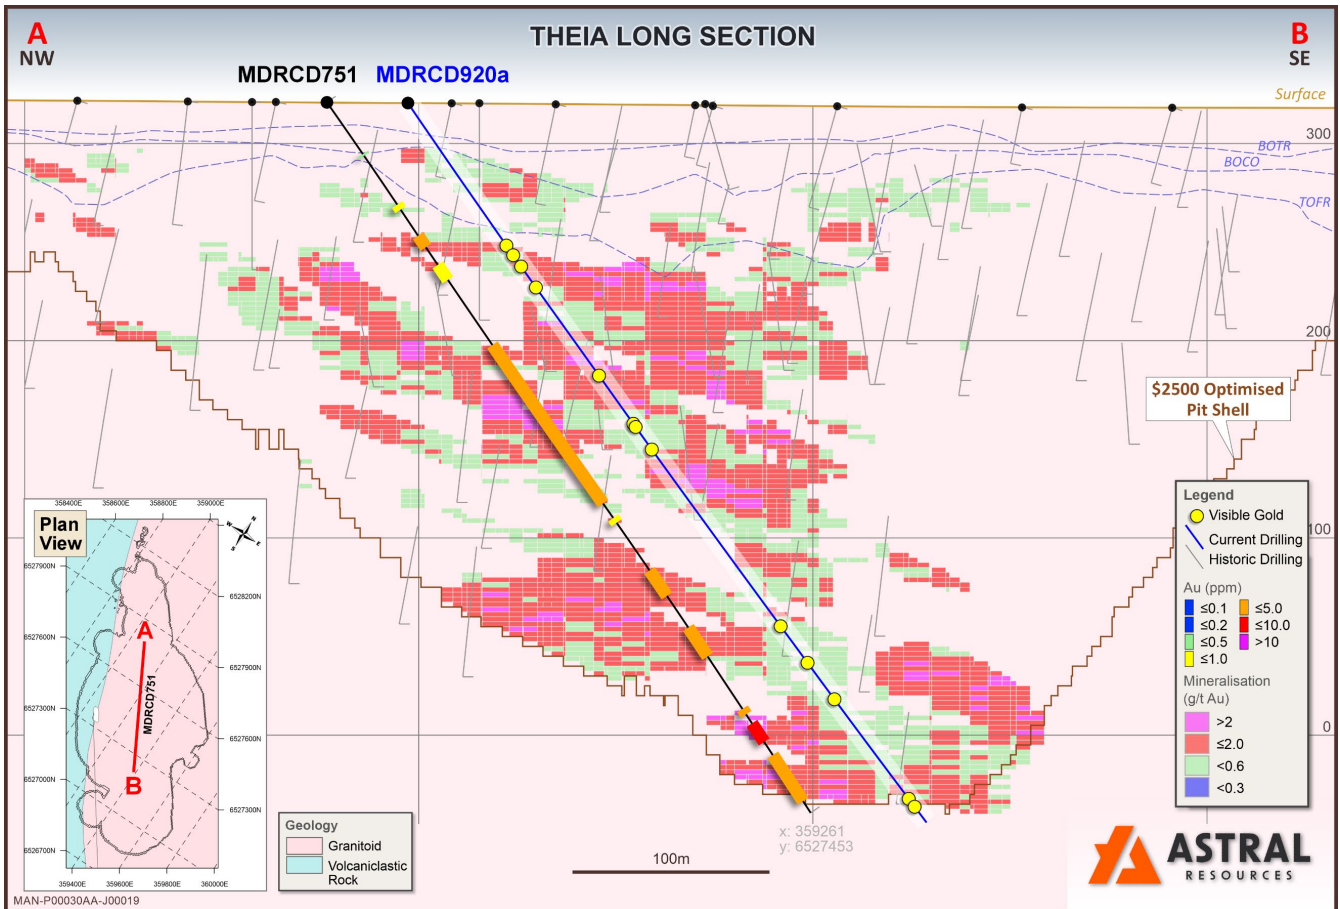 THEIA LONG SECTION
A
NW
B
SE
MDRCD751
MDRCD920a
Surface
300
BOTR
BOCO
TOFR
200
$2500 Optimised
Pit Shell
100
0
Legend
Visible Gold
Current Drilling
Historic Drilling
Au (ppm)
≤0.1
≤5.0
≤0.2
≤10.0
≤0.5
>10
≤1.0
Mineralisation
(g/t Au)
>2
≤2.0
<0.6
<0.3
Plan
View
358400E
358600E
358800E
359000E
W
N
S
E
6527900N
6527600N
6527300N
6527000N
6526700N
6528200N
6527900N
6527600N
6527300N
A
MDRCD751
B
359400E
359600E
359800E
360000E
Geology
Granitoid
Volcaniclastic
Rock
x: 359261
y: 6527453
100m
ASTRAL
RESOURCES
MAN-P00030AA-J00019